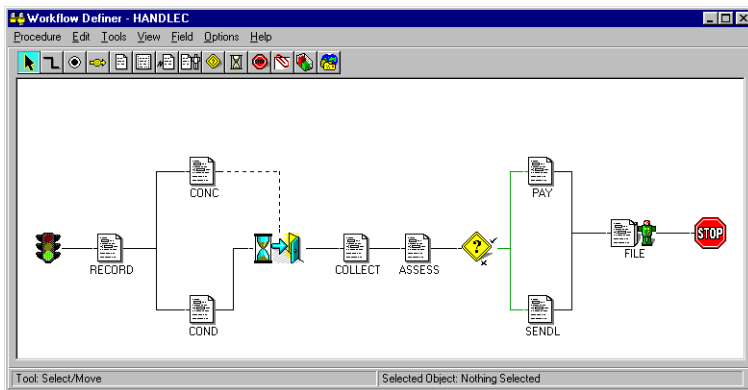 Workflow Definer - HANDLEC
Procedure Edit Tools View Field Options Help
CONC
PAY
RECORD
COLLECT
ASSESS
?
FILE
STOP
COND
SENDL
Tool: Select/Move
Selected Object: Nothing Selected